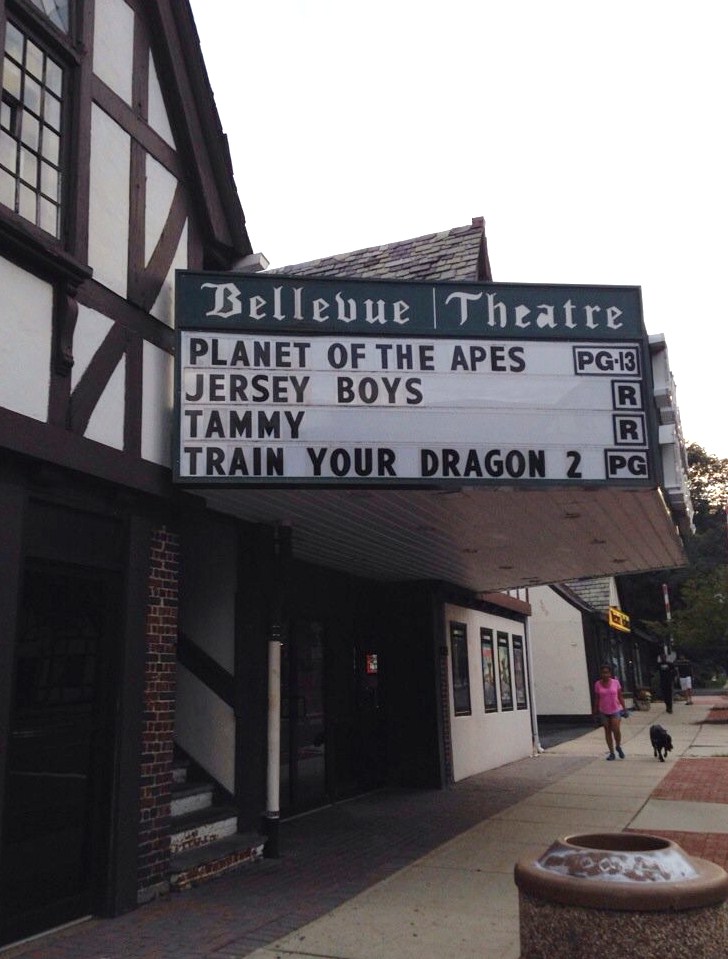 Bellevue Theatre
PLANET OF THE APES PG-13
JERSEY BOYS R
TAMMY R
TRAIN YOUR DRAGON 2 PG